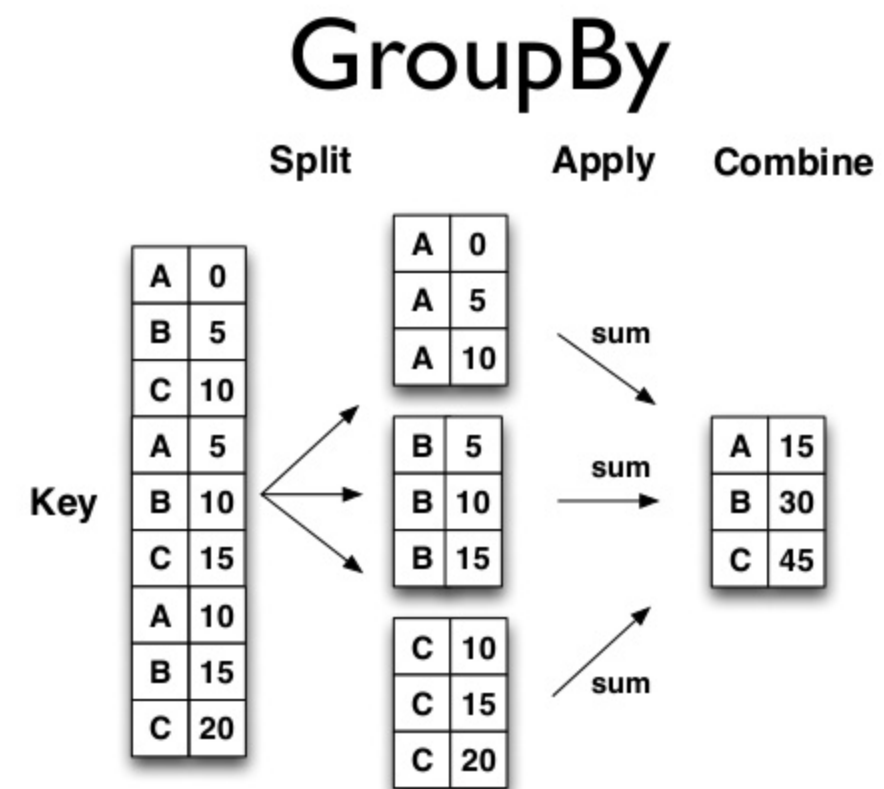 GroupBy
Split Apply Combine
Key
A 0
B 5
C 10
A 5
B 10
C 15
A 10
B 15
C 20
A 0
A 5
A 10
B 5
B 10
B 15
C 10
C 15
C 20
sum
sum
sum
A 15
B 30
C 45